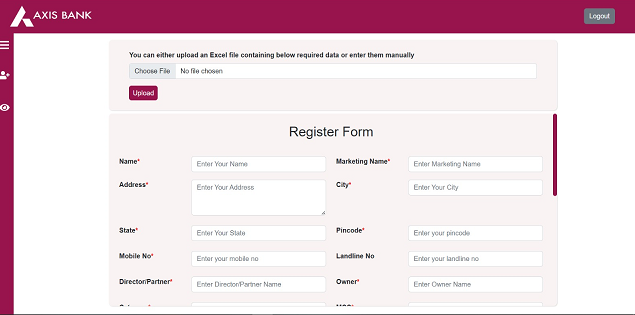 AXIS BANK
Logout
You can either upload an Excel file containing below required data or enter them manually
Choose File No file chosen
Upload
Register Form
Name* Enter Your Name Marketing Name* Enter Marketing Name
Address* Enter Your Address City* Enter Your City
State* Enter Your State Pincode* Enter your pincode
Mobile No* Enter your mobile no Landline No Enter your landline no
Director/Partner* Enter Director/Partner Name Owner* Enter Owner Name